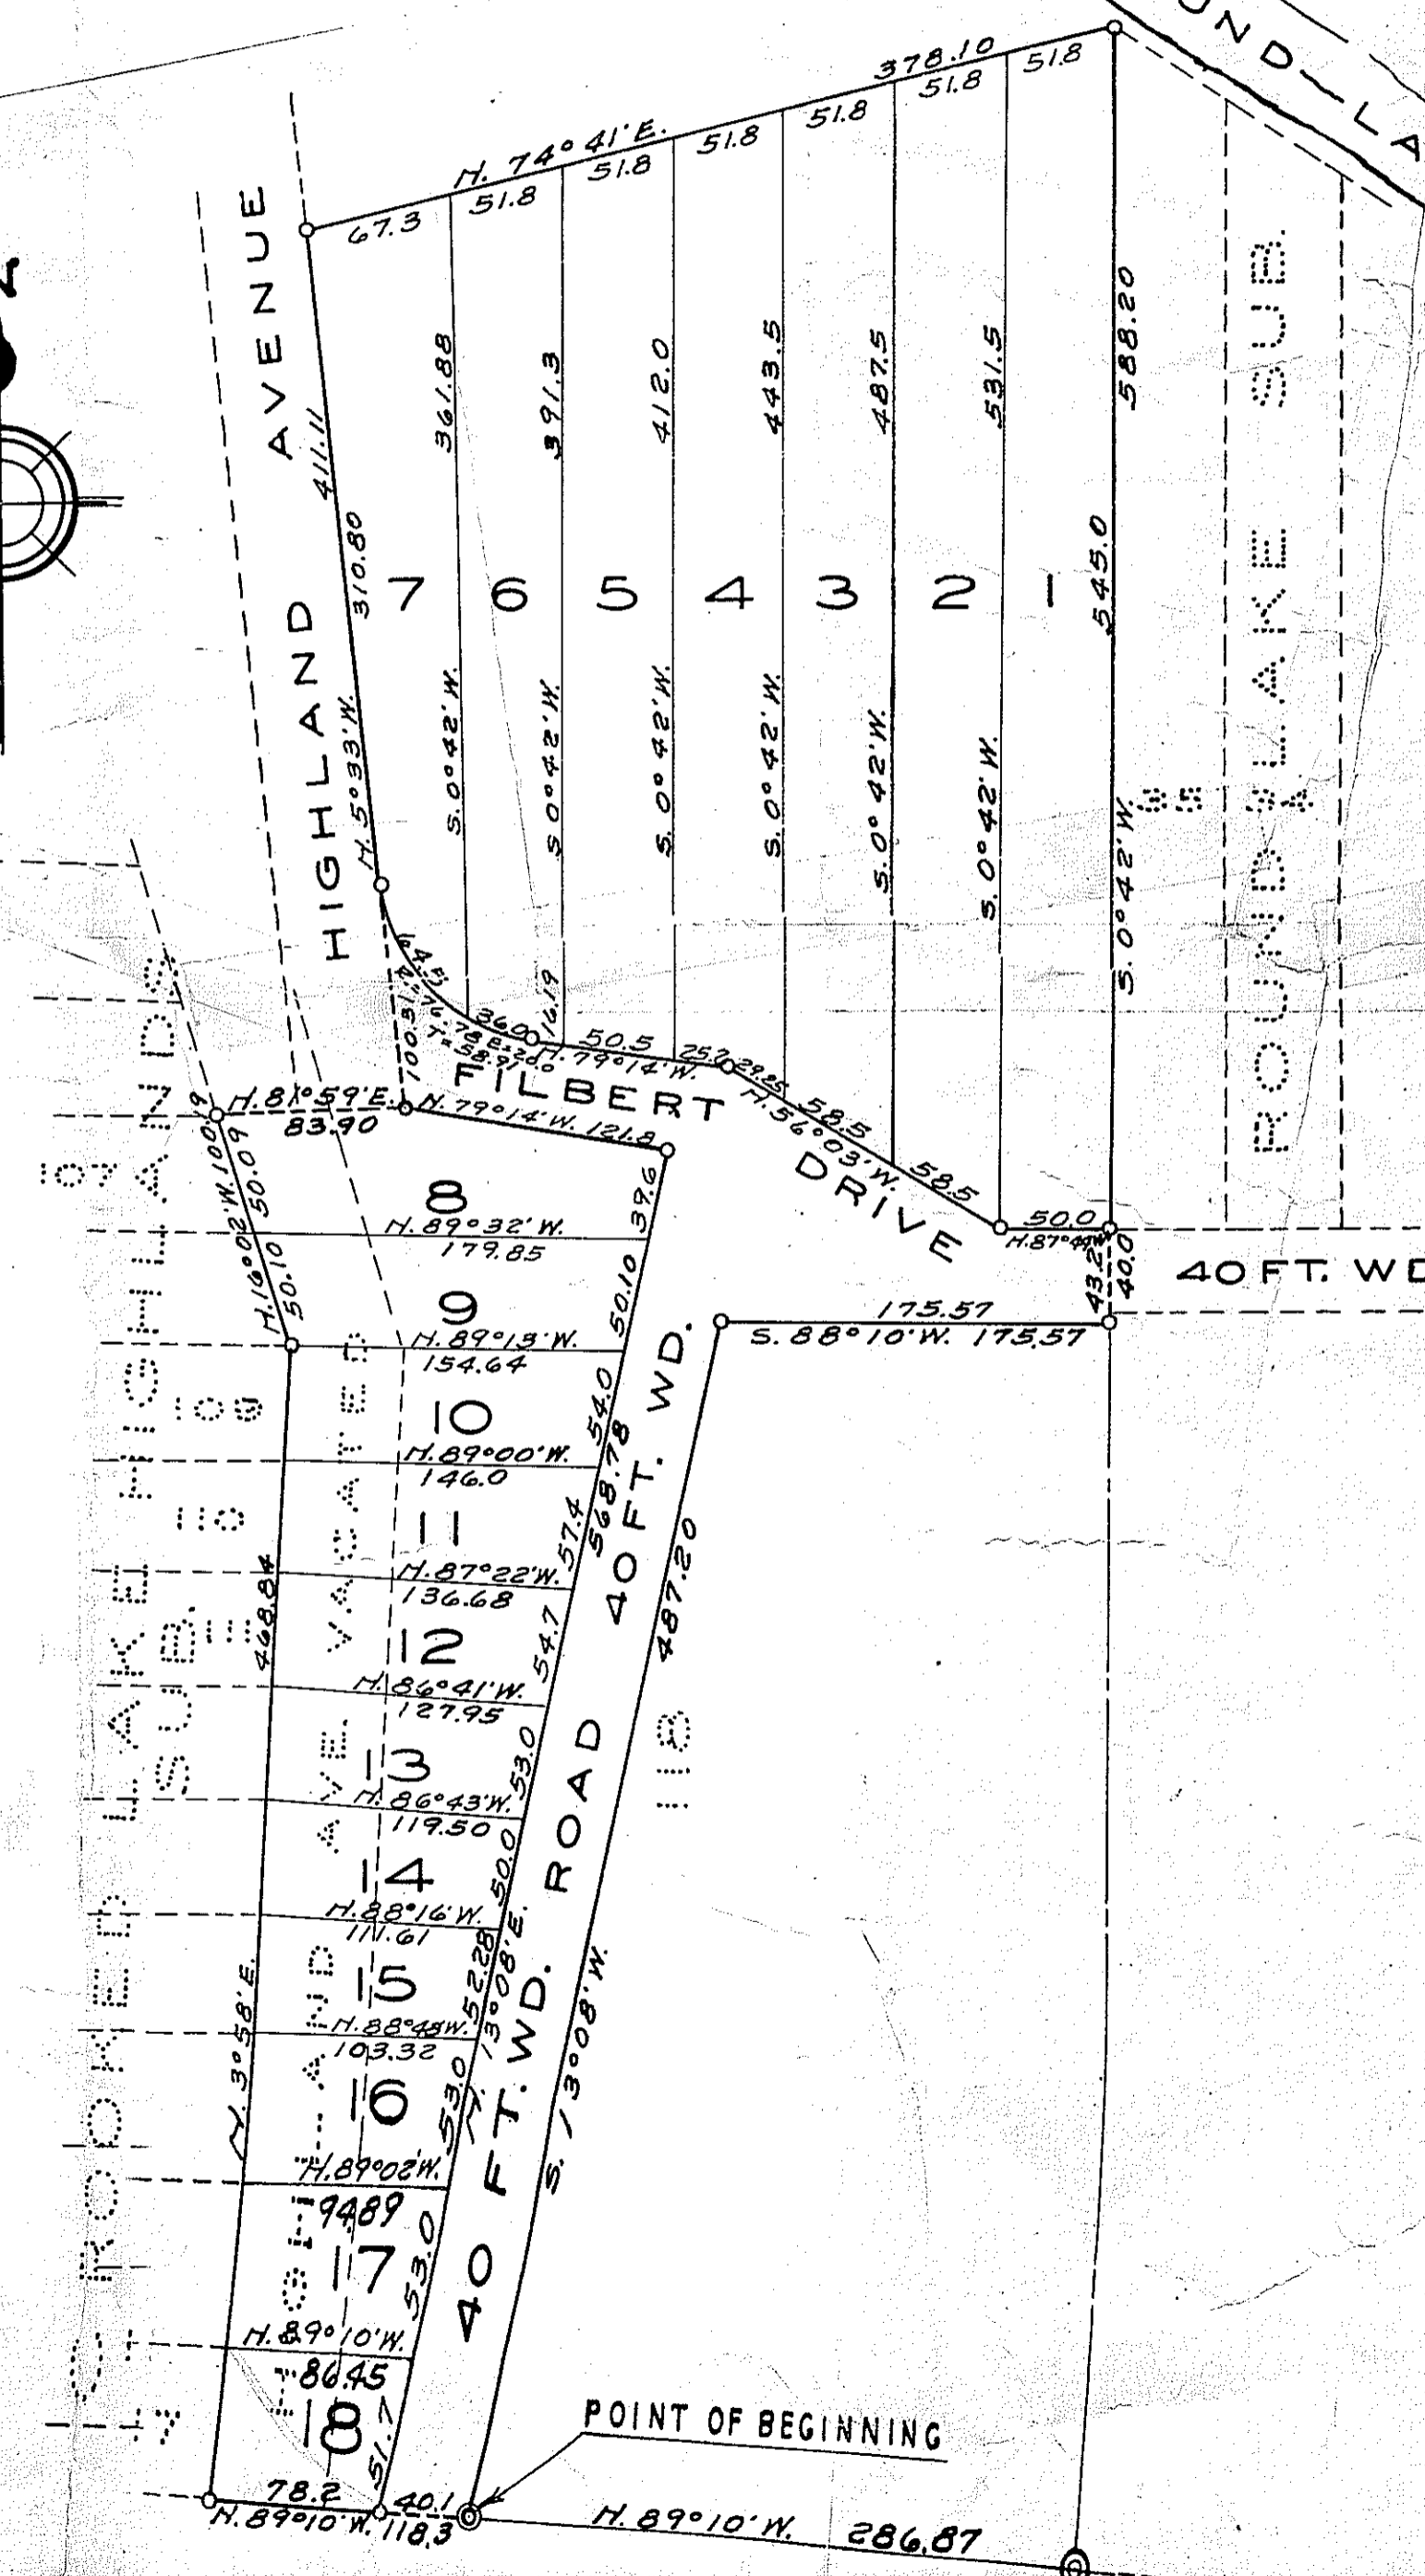 UND LA
378.10
N. 74° 41' E.
67.3
51.8
51.8
51.8
51.8
51.8
51.8
HIGHLAND AVENUE
411.11
310.80
N. 5° 33' W.
361.88
391.3
412.0
443.5
487.5
531.5
588.20
545.0
7
6
5
4
3
2
1
S. 0° 42' W.
S 0° 42' W.
S. 0° 42' W.
S. 0° 42' W.
S. 0° 42' W.
S. 0° 42' W.
S. 0° 42' W.
ROUND LAKE SUB.
100.31
36.0
16.19
50.5
25.2
29.25
58.5
58.5
50.0
N. 79° 14' W.
N. 56° 03' W.
N. 87° 44' W.
FILBERT
DRIVE
N. 81° 59' E.
83.90
N. 79° 14' W. 121.8
43.2
40.0
40 FT. WD
175.57
S. 88° 10' W. 175.57
107
N. 16° 02' W. 100.19
50.09
50.10
8
39.6
N. 89° 32' W.
179.85
9
50.10
N. 89° 13' W.
154.64
109
10
54.0
N. 89° 00' W.
146.0
110
11
57.4
N. 87° 22' W.
136.68
111
12
54.7
N. 86° 41' W.
127.95
13
53.0
N. 86° 43' W.
119.50
14
50.0
N. 88° 16' W.
111.61
15
52.28
N. 88° 48' W.
103.32
16
53.0
N. 89° 02' W.
94.89
17
53.0
N. 89° 10' W.
86.45
18
51.7
117
CROOKED LAKE HIGHLANDS
SUB.
HIGHLAND AVE. VACATED
468.84
N. 3° 58' E.
568.78
N. 13° 08' E.
40 FT. WD. ROAD 40 FT. WD.
487.20
S. 13° 08' W.
118
POINT OF BEGINNING
78.2
40.1
N. 89° 10' W. 118.3
N. 89° 10' W. 286.87